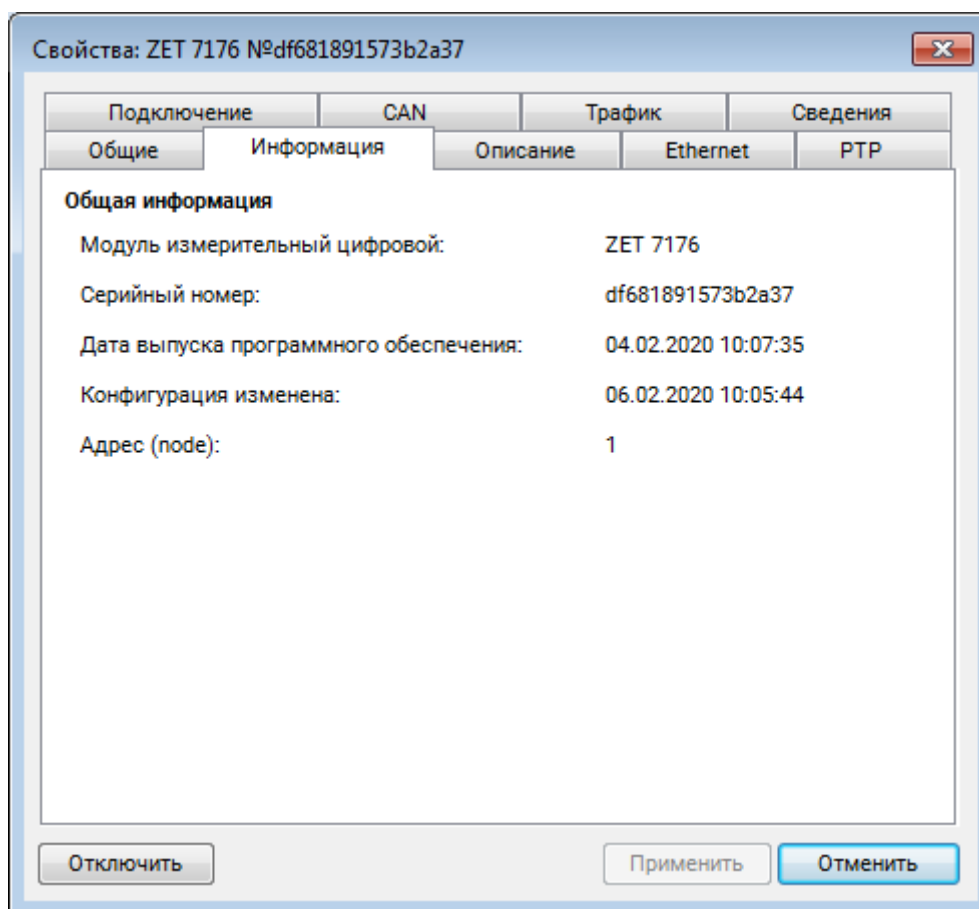 Свойства: ZET 7176 №df681891573b2a37
Подключение CAN Трафик Сведения
Общие Информация Описание Ethernet PTP
Общая информация
Модуль измерительный цифровой: ZET 7176
Серийный номер: df681891573b2a37
Дата выпуска программного обеспечения: 04.02.2020 10:07:35
Конфигурация изменена: 06.02.2020 10:05:44
Адрес (node): 1
Отключить Применить Отменить